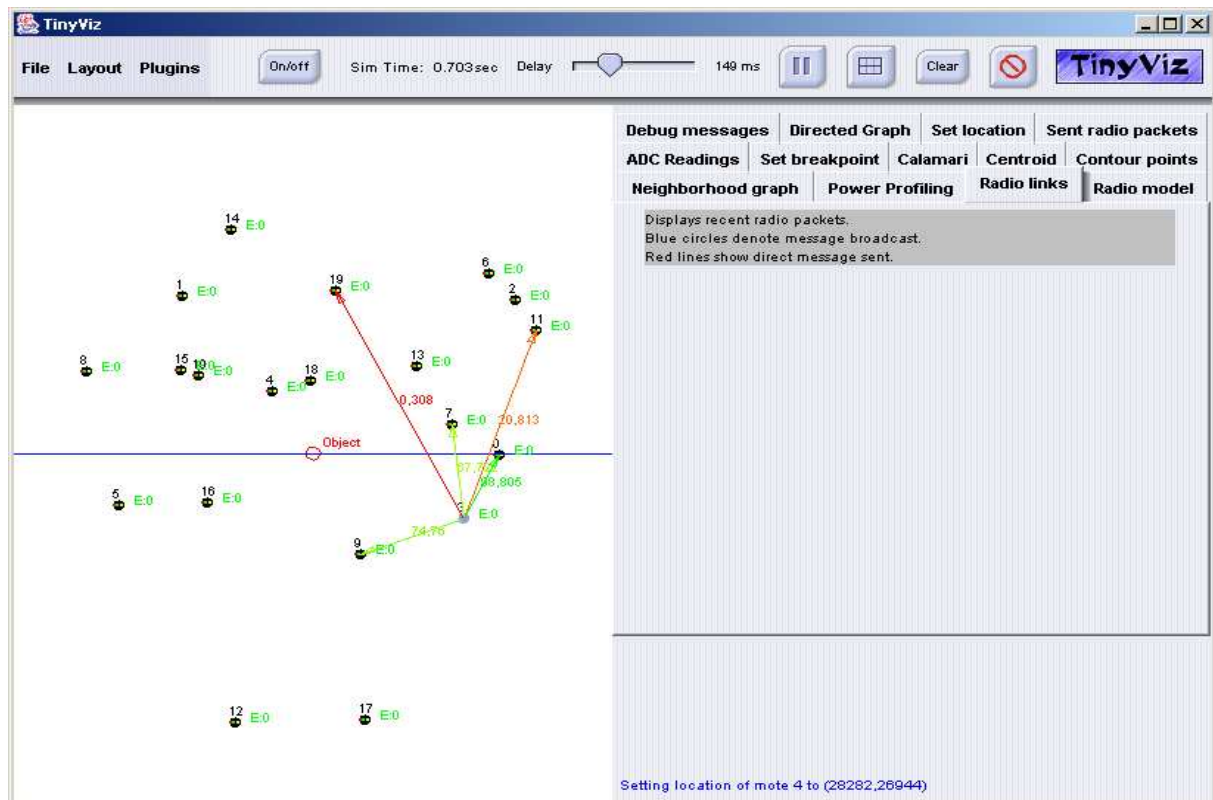 TinyViz
File Layout Plugins On/off Sim Time: 0.703sec Delay 149 ms Clear TinyViz
Debug messages Directed Graph Set location Sent radio packets
ADC Readings Set breakpoint Calamari Centroid Contour points
Neighborhood graph Power Profiling Radio links Radio model
Displays recent radio packets.
Blue circles denote message broadcast.
Red lines show direct message sent.
14 E:0
6 E:0
1 E:0
19 E:0
2 E:0
11 E:0
13 E:0
8 E:0
15
E:0
18 E:0
4 E:0
0,308
7 E:0
20,813
0 E:0
Object
98,805
5 E:0
16 E:0
E:0
74,76
9 E:0
12 E:0
17 E:0
Setting location of mote 4 to (28282,26944)